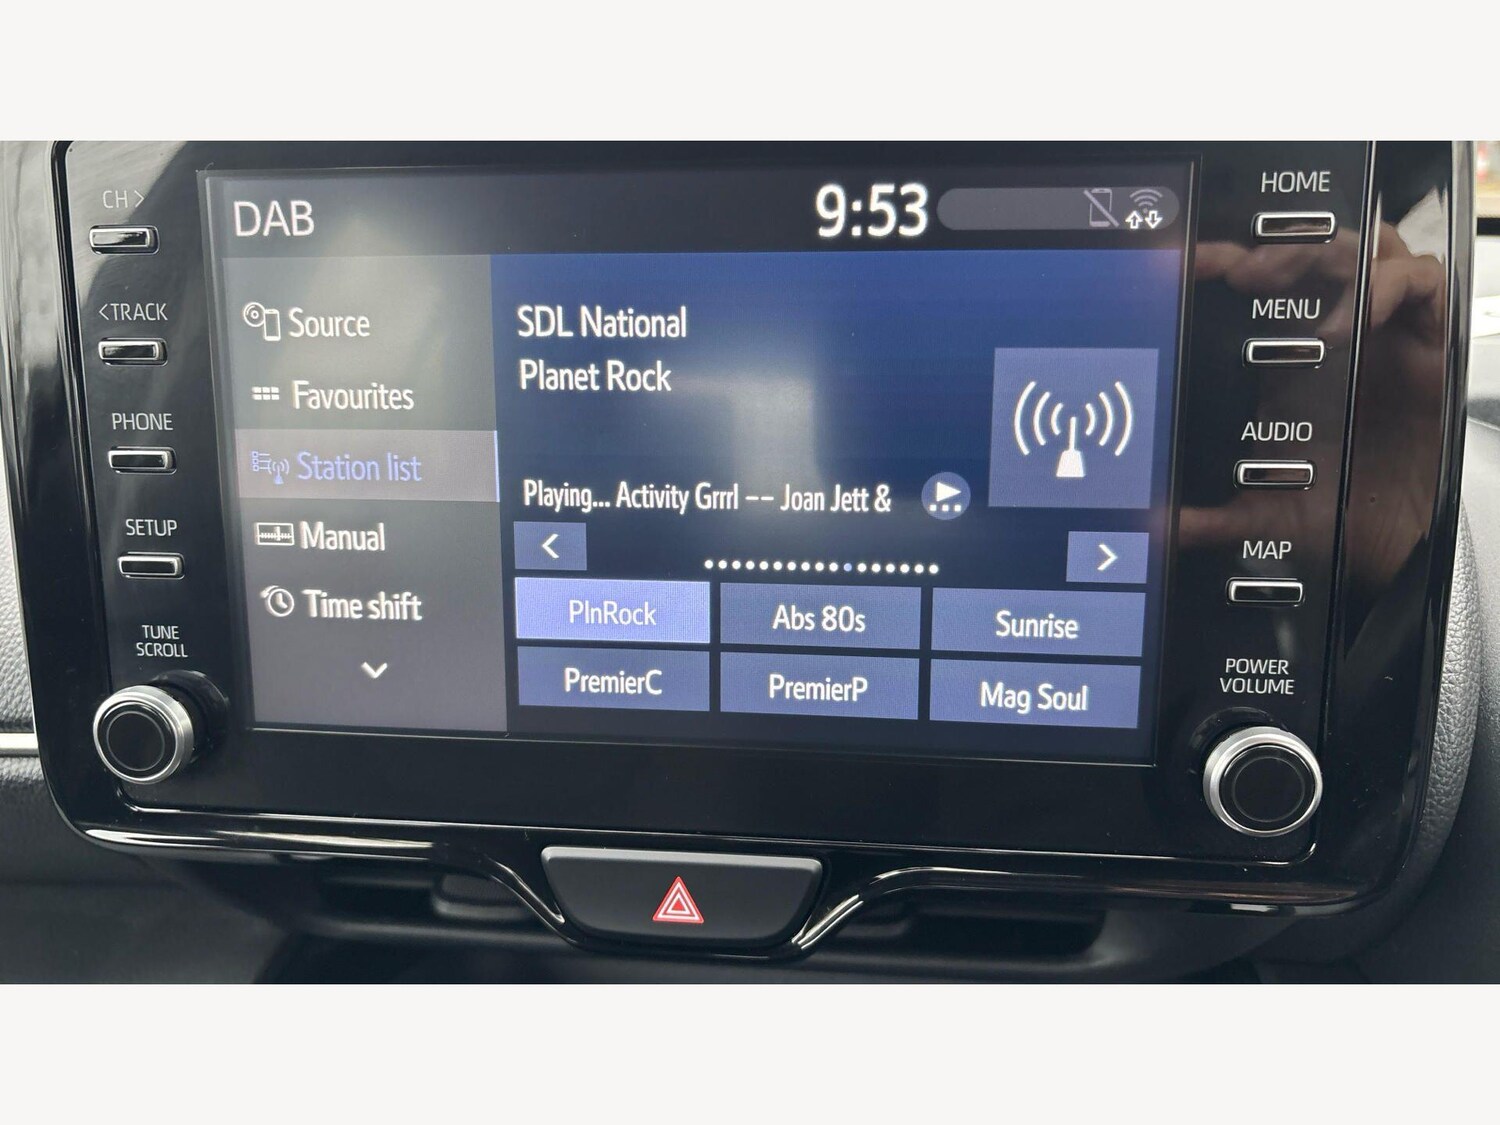 CH>
<TRACK
PHONE
SETUP
TUNE
SCROLL
DAB
9:53
Source
Favourites
Station list
Manual
Time shift
SDL National
Planet Rock
Playing... Activity Grrrl -- Joan Jett &
<
>
PlnRock
Abs 80s
Sunrise
PremierC
PremierP
Mag Soul
HOME
MENU
AUDIO
MAP
POWER
VOLUME